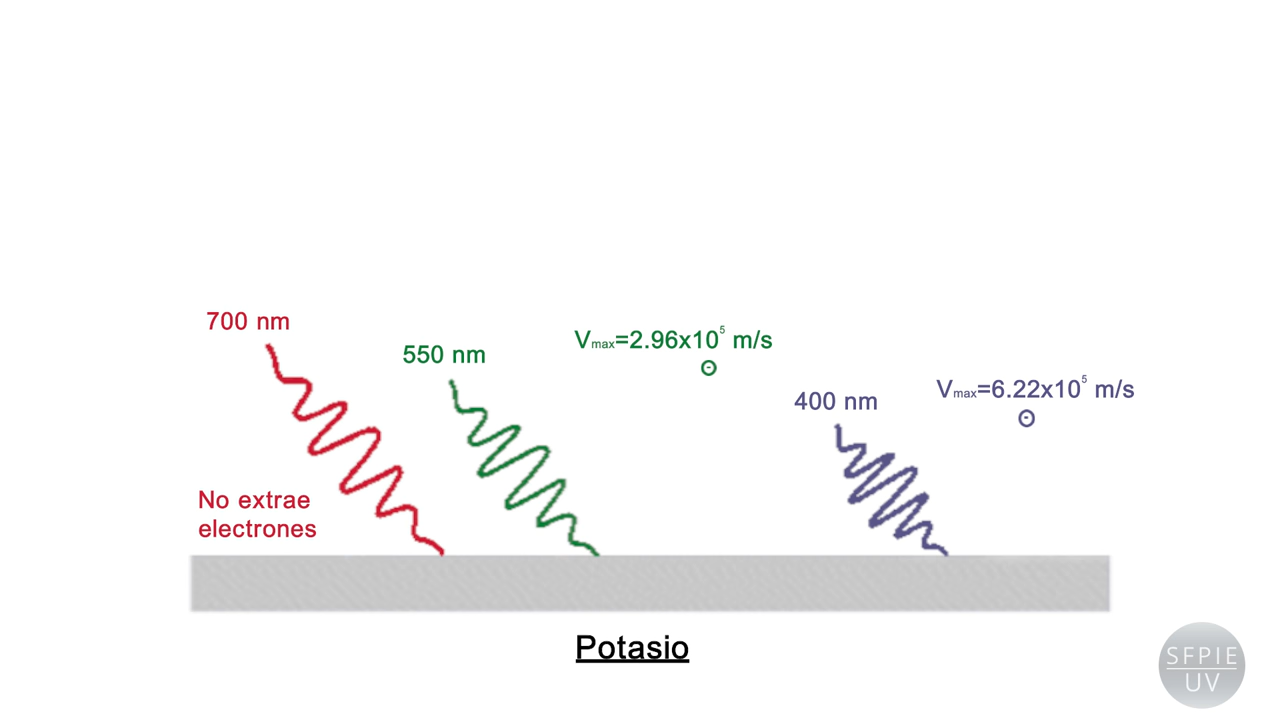 700 nm
550 nm
Vmax=2.96x10⁵ m/s
400 nm
Vmax=6.22x10⁵ m/s
No extrae
electrones
Potasio
SFPIE
UV